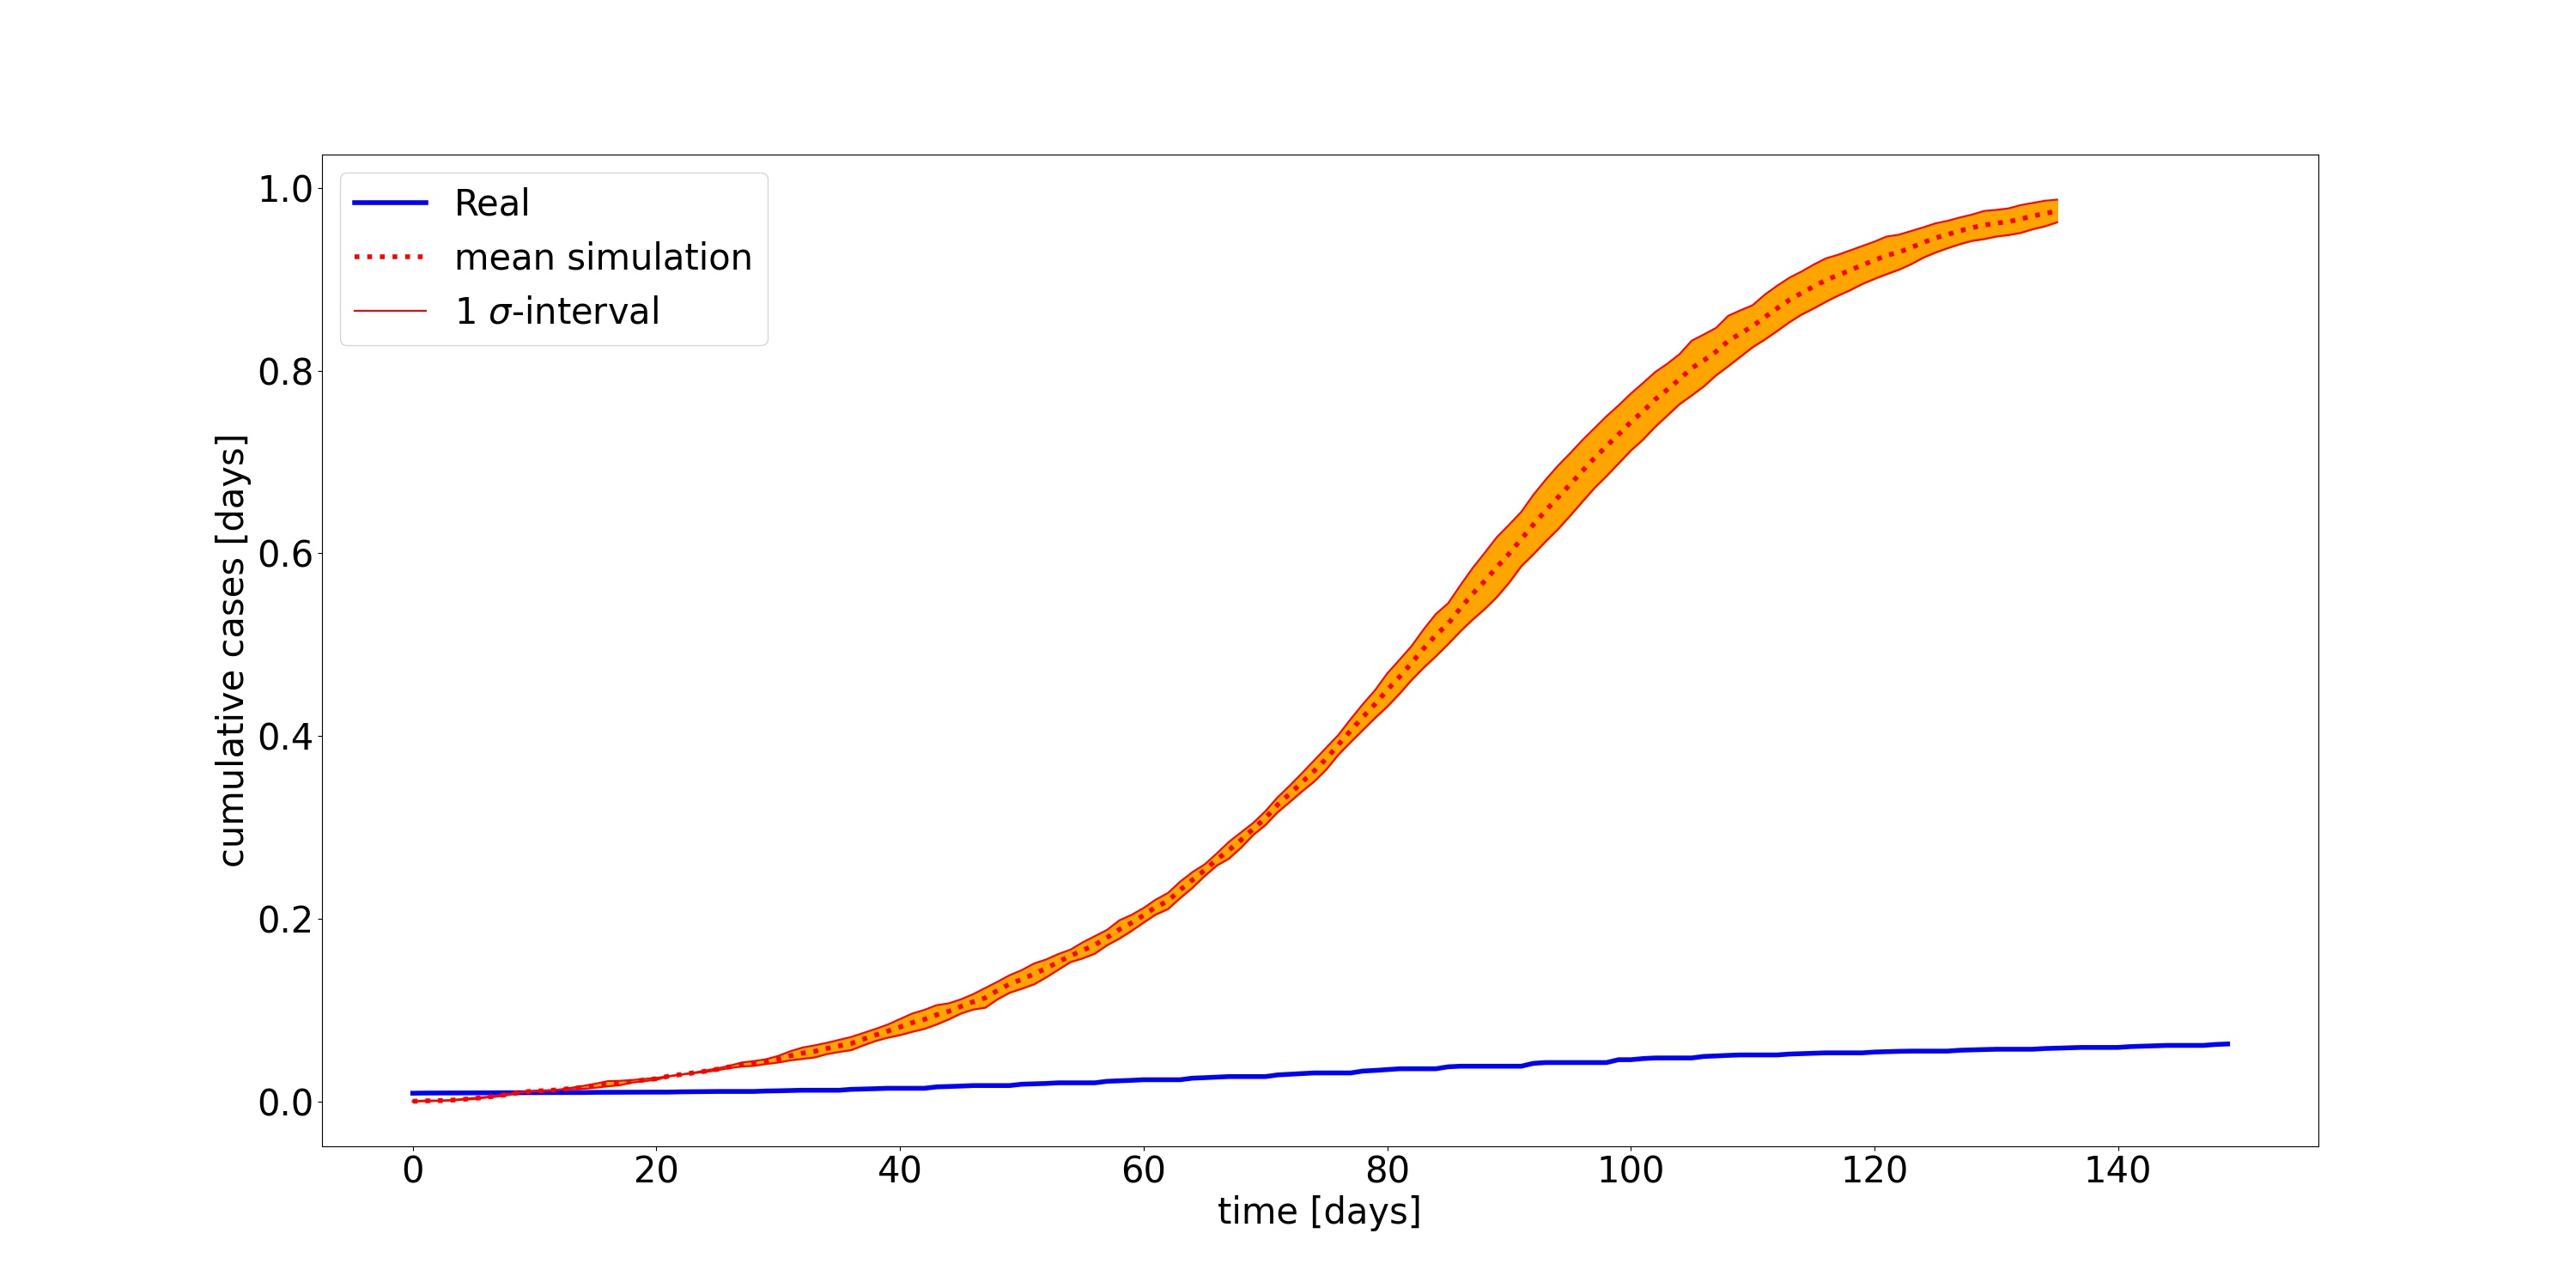 Real
mean simulation
1 σ-interval
1.0
0.8
0.6
0.4
0.2
0.0
cumulative cases [days]
0 20 40 60 80 100 120 140
time [days]